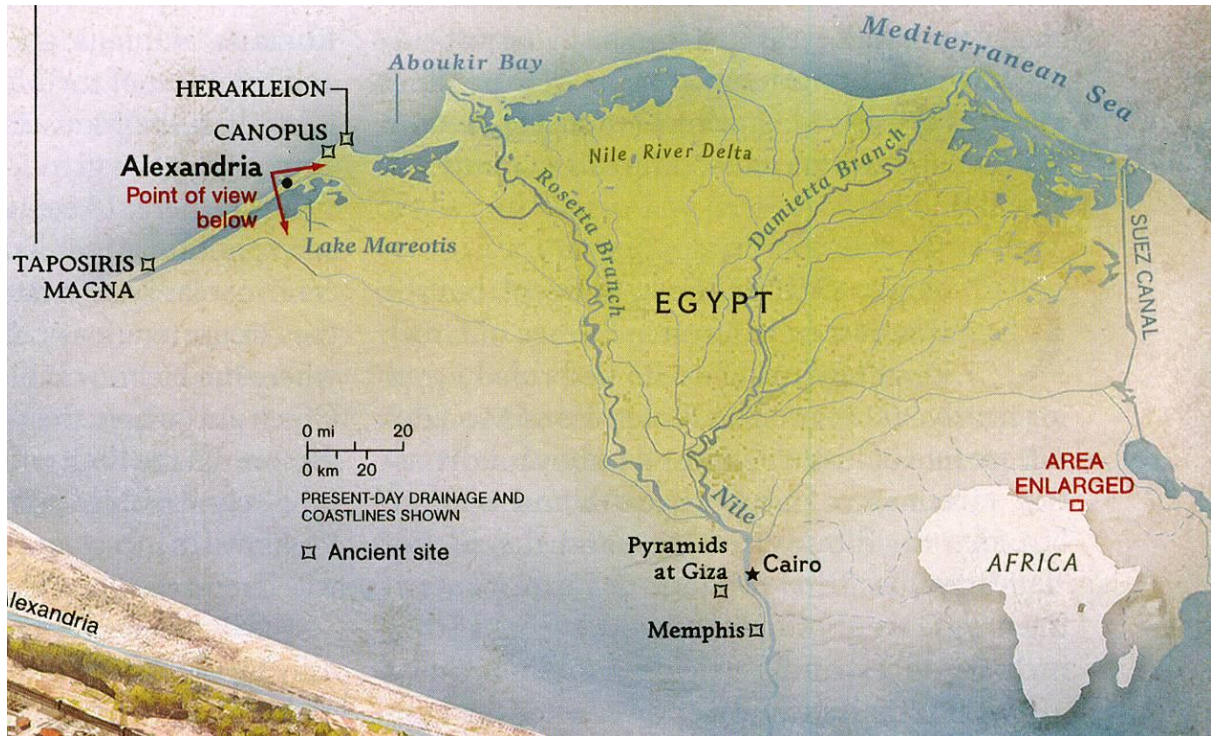 Mediterranean Sea
Aboukir Bay
HERAKLEION
CANOPUS
Alexandria
Point of view
below
Lake Mareotis
TAPOSIRIS
MAGNA
Nile River Delta
Rosetta Branch
Damietta Branch
EGYPT
SUEZ CANAL
0 mi 20
0 km 20
PRESENT-DAY DRAINAGE AND
COASTLINES SHOWN
Ancient site
Nile
Pyramids
at Giza
Cairo
Memphis
AREA
ENLARGED
AFRICA
lexandria